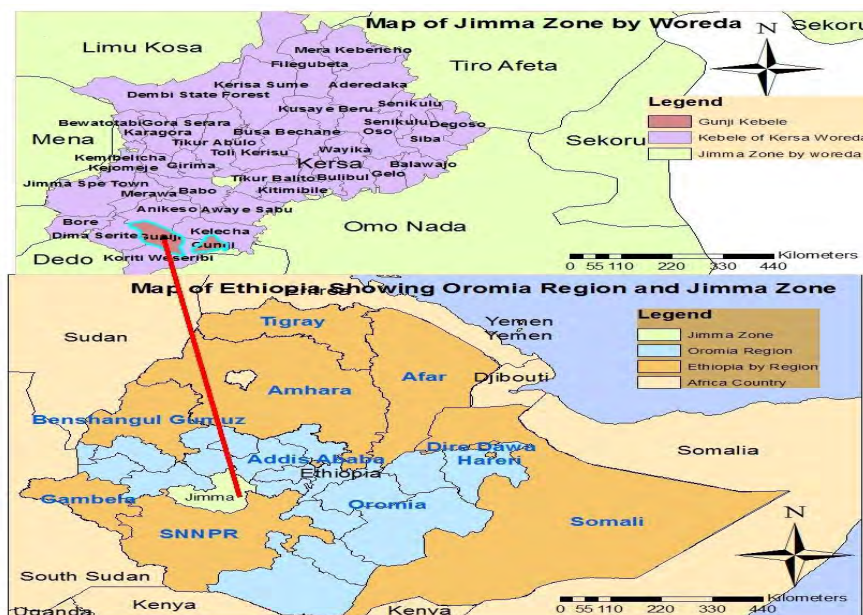 Map of Jimma Zone by Woreda
N
Sekoru
Limu Kosa
Mera Kebericho
Filegubeta
Tiro Afeta
Kerisa Sume
Aderedaka
Dembi State Forest
Kusaye Beru
Senikulu
Legend
Gunji Kebele
Kebele of Kersa Woreda
Jimma Zone by woreda
Bewatotabi
Gora Serara
Senikulu
Degoso
Karagora
Busa Bechane
Oso
Mena
Tikur Abulo
Siba
Sekoru
Toli Kerisu
Wayika
Kemibelicha
Kersa
Kejomeje
Girima
Balawajo
Jimma Spe Town
Tikur Balito
Bulibul
Gelo
Merawa
Babo
Kitimibile
Anikeso
Awaye Sabu
Bore
Omo Nada
Kelecha
Dima Serite
Gunji
Dedo
Koriti
Weseribi
Kilometers
0 55 110 220 330 440
Map of Ethiopia Showing Oromia Region and Jimma Zone
Legend
Jimma Zone
Oromia Region
Ethiopia by Region
Africa Country
Sudan
Tigray
Yemen
Yemen
Afar
Djibouti
Amhara
Benshangul Gumuz
Dire Dawa
Hareri
Somalia
Addis Ababa
Ethiopia
Gambela
Jimma
Oromia
Somali
SNNPR
N
South Sudan
Kilometers
0 55 110 220 330 440
Kenya
Kenya
Uganda